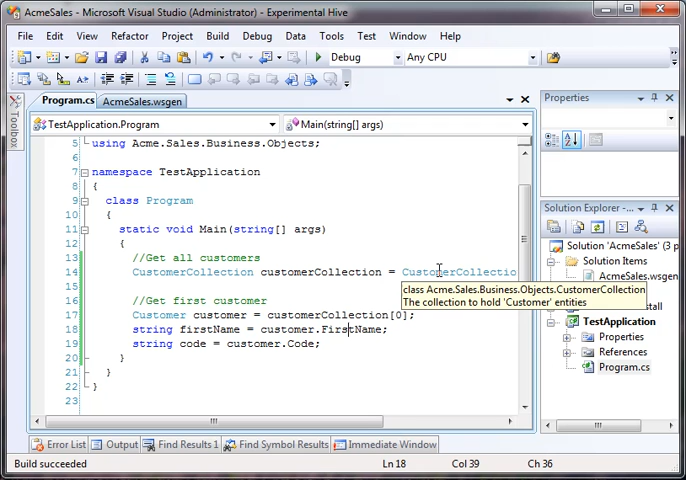 AcmeSales - Microsoft Visual Studio (Administrator) - Experimental Hive
File Edit View Refactor Project Build Debug Data Tools Test Window Help
Debug Any CPU
Program.cs AcmeSales.wsgen
Toolbox
TestApplication.Program Main(string[] args)
5 using Acme.Sales.Business.Objects;
6
7 namespace TestApplication
8 {
9 class Program
10 {
11 static void Main(string[] args)
12 {
13 //Get all customers
14 CustomerCollection customerCollection = CustomerCollectio
15
class Acme.Sales.Business.Objects.CustomerCollection
The collection to hold 'Customer' entities
16 //Get first customer
17 Customer customer = customerCollection[0];
18 string firstName = customer.FirstName;
19 string code = customer.Code;
20 }
21 }
22 }
23
Properties
Solution Explorer -
Solution 'AcmeSales' (3 p
Solution Items
AcmeSales.wsgen
stall
TestApplication
Properties
References
Program.cs
Error List Output Find Results 1 Find Symbol Results Immediate Window
Build succeeded Ln 18 Col 39 Ch 36